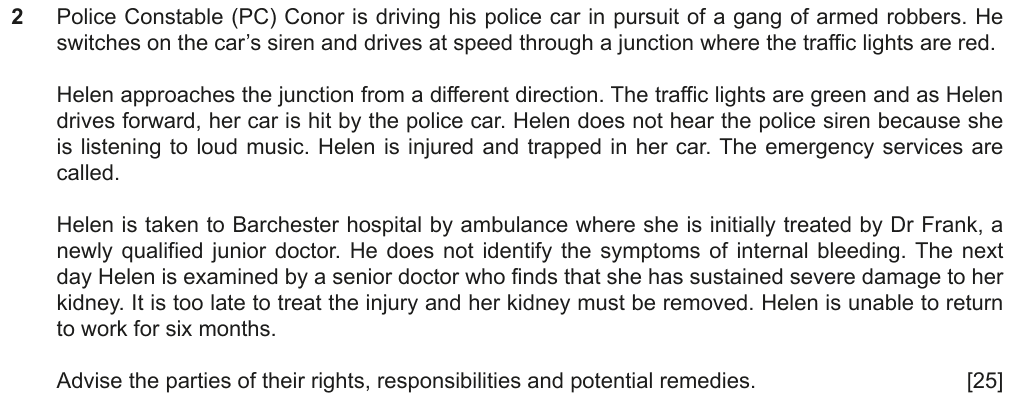 2 Police Constable (PC) Conor is driving his police car in pursuit of a gang of armed robbers. He
switches on the car’s siren and drives at speed through a junction where the traffic lights are red.
Helen approaches the junction from a different direction. The traffic lights are green and as Helen
drives forward, her car is hit by the police car. Helen does not hear the police siren because she
is listening to loud music. Helen is injured and trapped in her car. The emergency services are
called.
Helen is taken to Barchester hospital by ambulance where she is initially treated by Dr Frank, a
newly qualified junior doctor. He does not identify the symptoms of internal bleeding. The next
day Helen is examined by a senior doctor who finds that she has sustained severe damage to her
kidney. It is too late to treat the injury and her kidney must be removed. Helen is unable to return
to work for six months.
Advise the parties of their rights, responsibilities and potential remedies. [25]